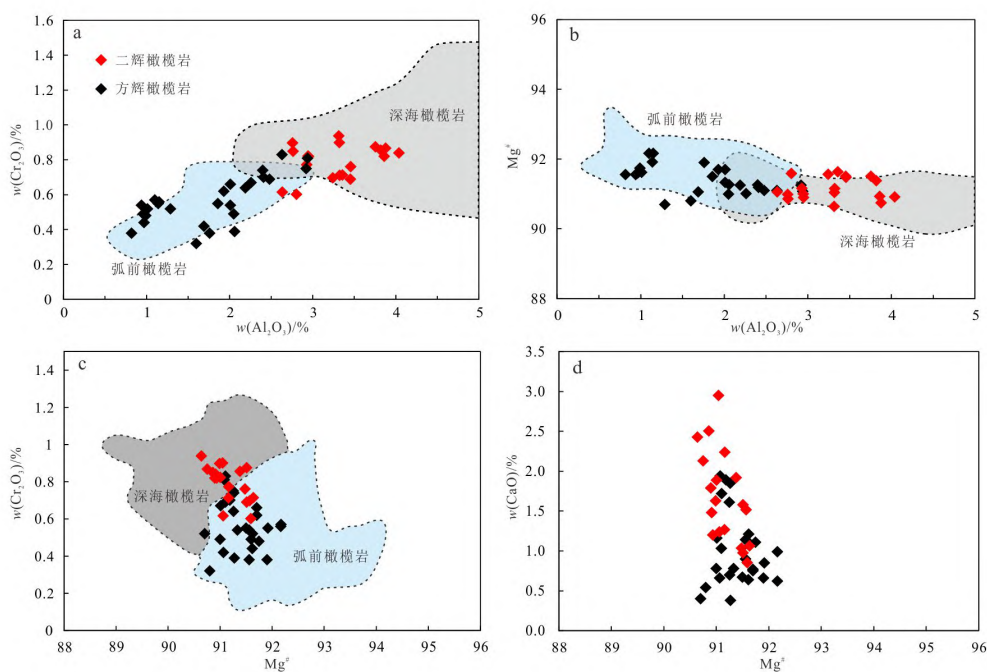 a
二辉橄榄岩
方辉橄榄岩
深海橄榄岩
弧前橄榄岩
w(Cr₂O₃)/%
1.6
1.4
1.2
1.0
0.8
0.6
0.4
0.2
0
0 1 2 3 4 5
w(Al₂O₃)/%
b
弧前橄榄岩
深海橄榄岩
Mg#
96
94
92
90
88
0 1 2 3 4 5
w(Al₂O₃)/%
c
深海橄榄岩
弧前橄榄岩
w(Cr₂O₃)/%
1.4
1.2
1
0.8
0.6
0.4
0.2
0
88 89 90 91 92 93 94 95 96
Mg#
d
w(CaO)/%
3.5
3.0
2.5
2.0
1.5
1.0
0.5
0.0
88 89 90 91 92 93 94 95 96
Mg#